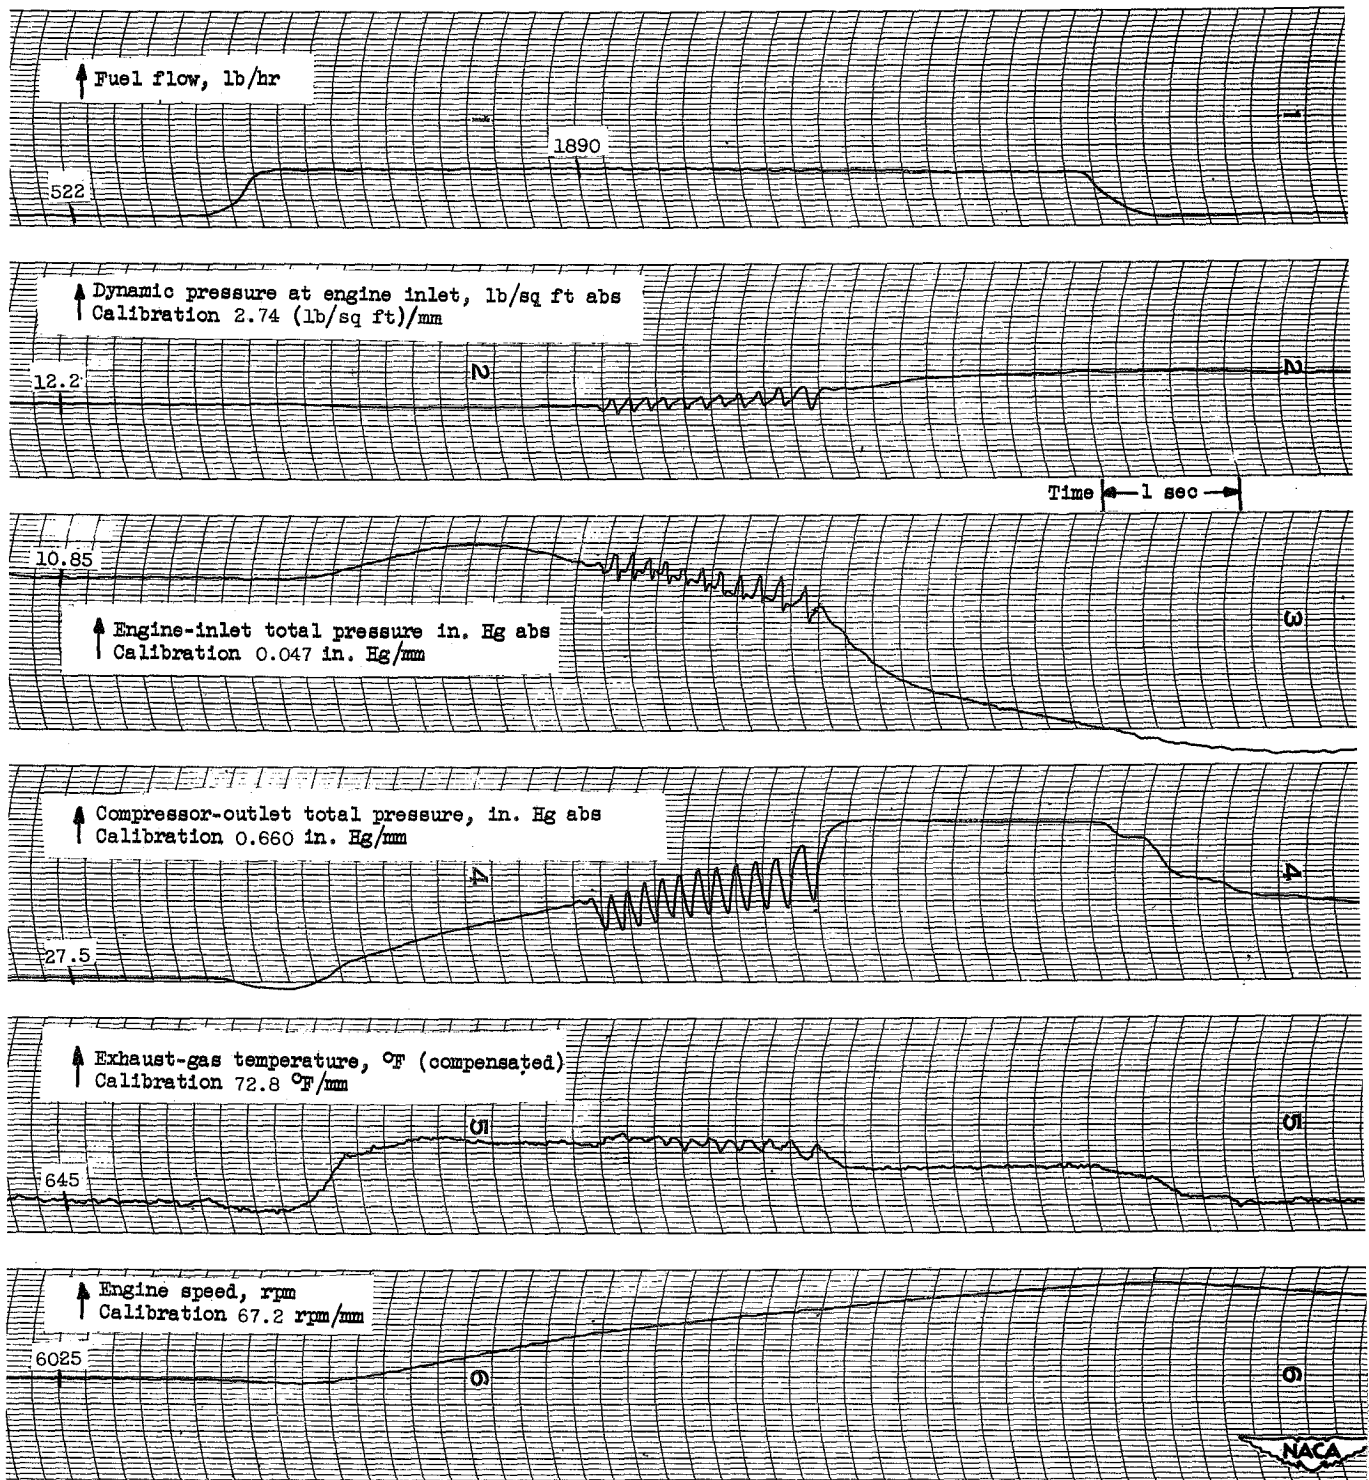 Fuel flow, lb/hr
1 1
1890
522
Dynamic pressure at engine inlet, lb/sq ft abs
Calibration 2.74 (lb/sq ft)/mm
2 2
12.2
Time 1 sec
10.85
Engine-inlet total pressure in. Hg abs
Calibration 0.047 in. Hg/mm
3
Compressor-outlet total pressure, in. Hg abs
Calibration 0.660 in. Hg/mm
4 4
27.5
Exhaust-gas temperature, °F (compensated)
Calibration 72.8 °F/mm
5 5
645
Engine speed, rpm
Calibration 67.2 rpm/mm
6025
6 6
NACA